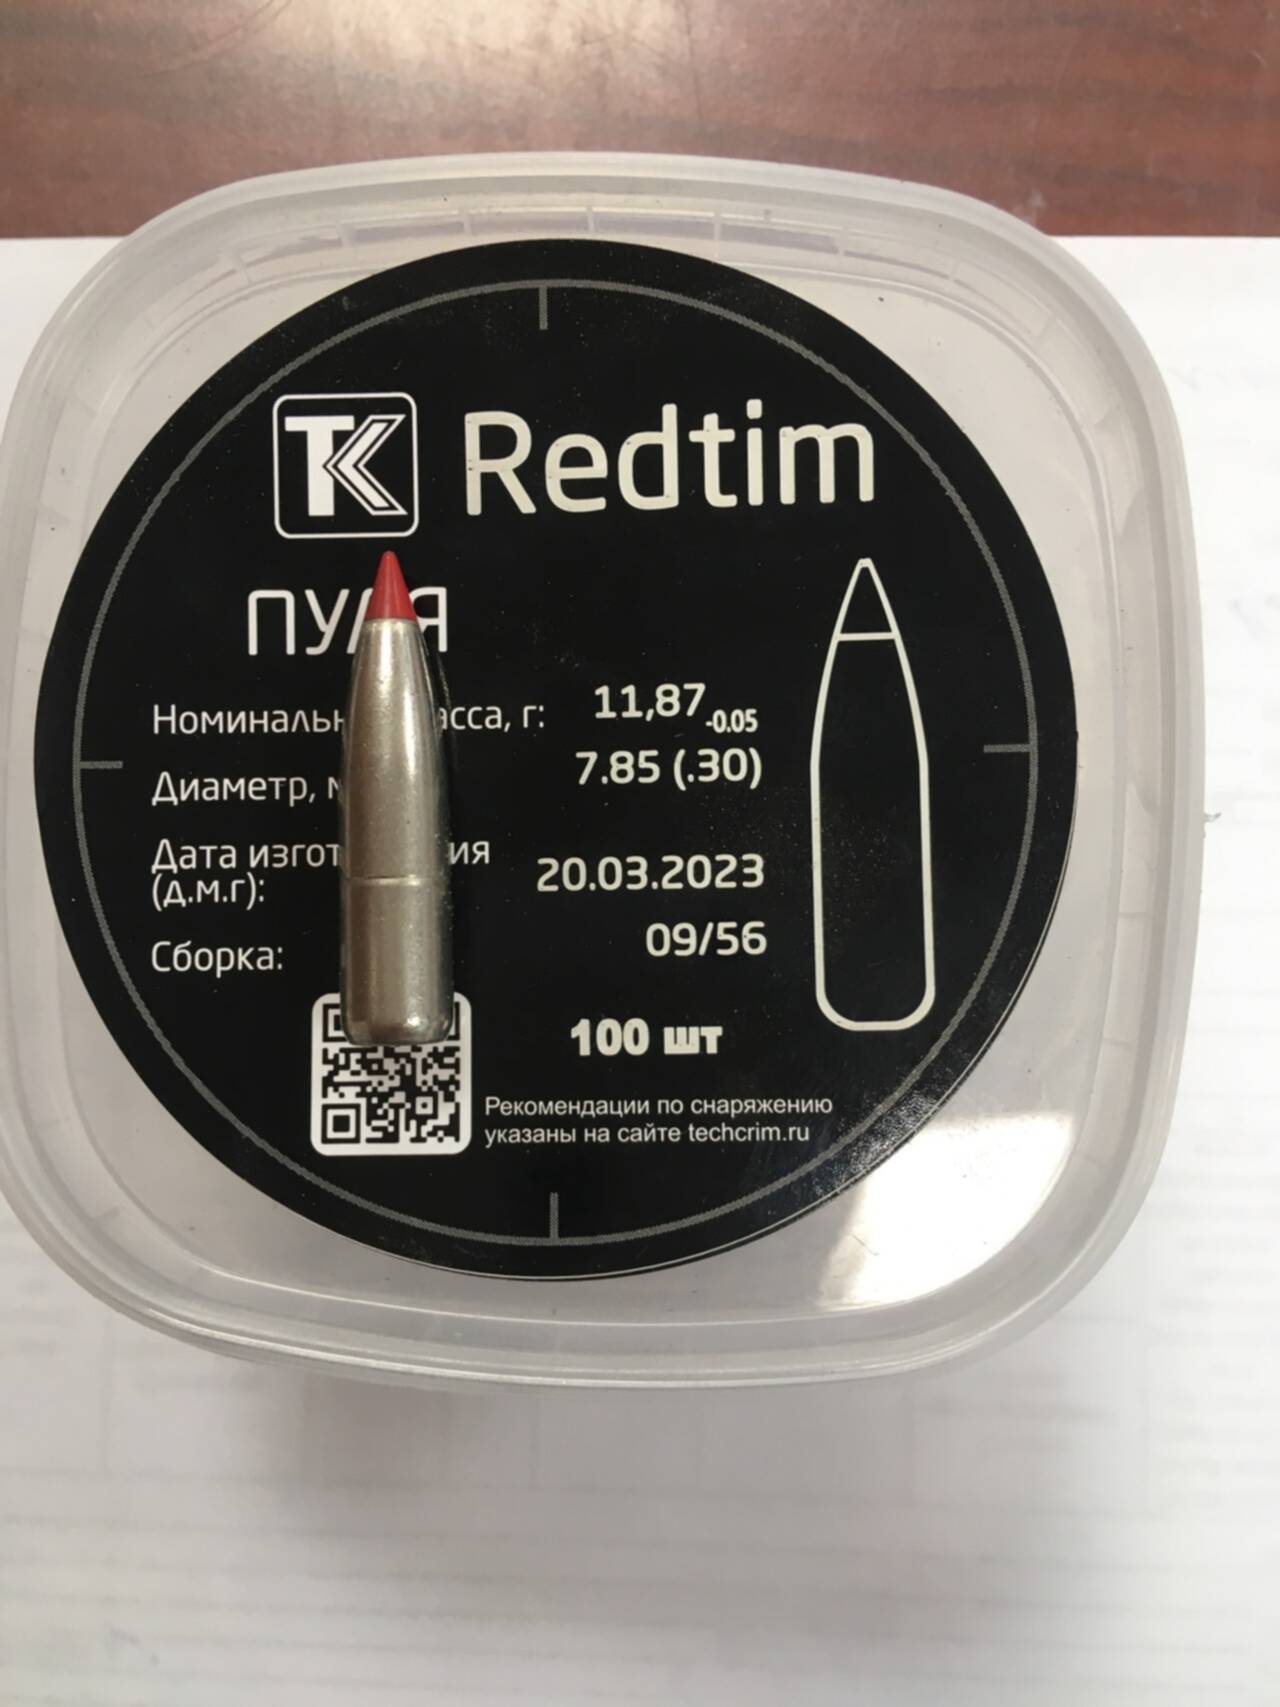 TK Redtim
Номинальн асса, г: 11,87-0.05
Диаметр, 7.85 (.30)
Дата изгот ия
(д.м.г): 20.03.2023
Сборка: 09/56
100 шт
Рекомендации по снаряжению
указаны на сайте techcrim.ru